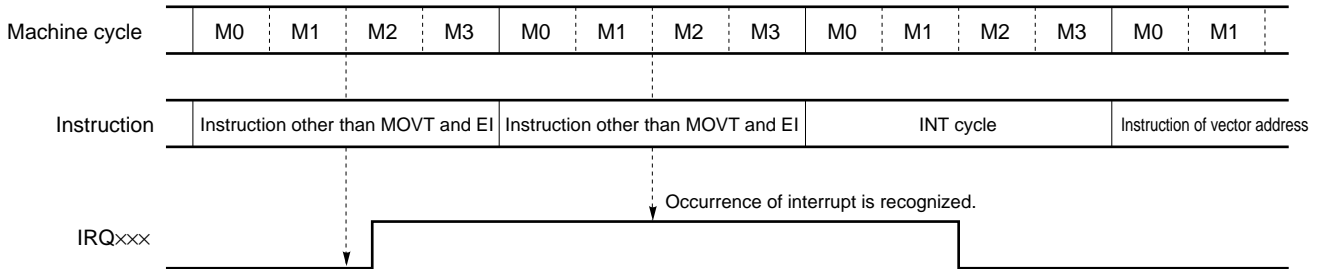 Machine cycle M0 M1 M2 M3 M0 M1 M2 M3 M0 M1 M2 M3 M0 M1
Instruction Instruction other than MOVT and EI Instruction other than MOVT and EI INT cycle Instruction of vector address
Occurrence of interrupt is recognized.
IRQ×××